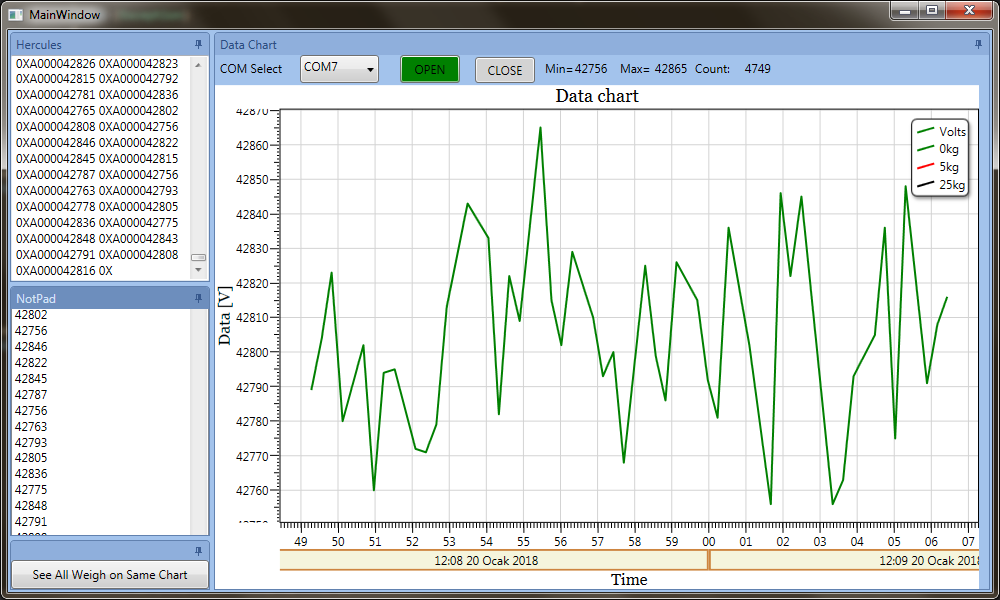 MainWindow
Hercules
0XA000042826 0XA000042823
0XA000042815 0XA000042792
0XA000042781 0XA000042836
0XA000042765 0XA000042802
0XA000042808 0XA000042756
0XA000042846 0XA000042822
0XA000042845 0XA000042815
0XA000042787 0XA000042756
0XA000042763 0XA000042793
0XA000042778 0XA000042805
0XA000042836 0XA000042775
0XA000042848 0XA000042843
0XA000042791 0XA000042808
0XA000042816 0X
NotPad
42802
42756
42846
42822
42845
42787
42756
42763
42793
42805
42836
42775
42848
42791
See All Weigh on Same Chart
Data Chart
COM Select COM7 OPEN CLOSE Min= 42756 Max= 42865 Count: 4749
Data chart
Volts
0kg
5kg
25kg
Data [V]
42870
42860
42850
42840
42830
42820
42810
42800
42790
42780
42770
42760
49 50 51 52 53 54 55 56 57 58 59 00 01 02 03 04 05 06 07
12:08 20 Ocak 2018 12:09 20 Ocak 2018
Time